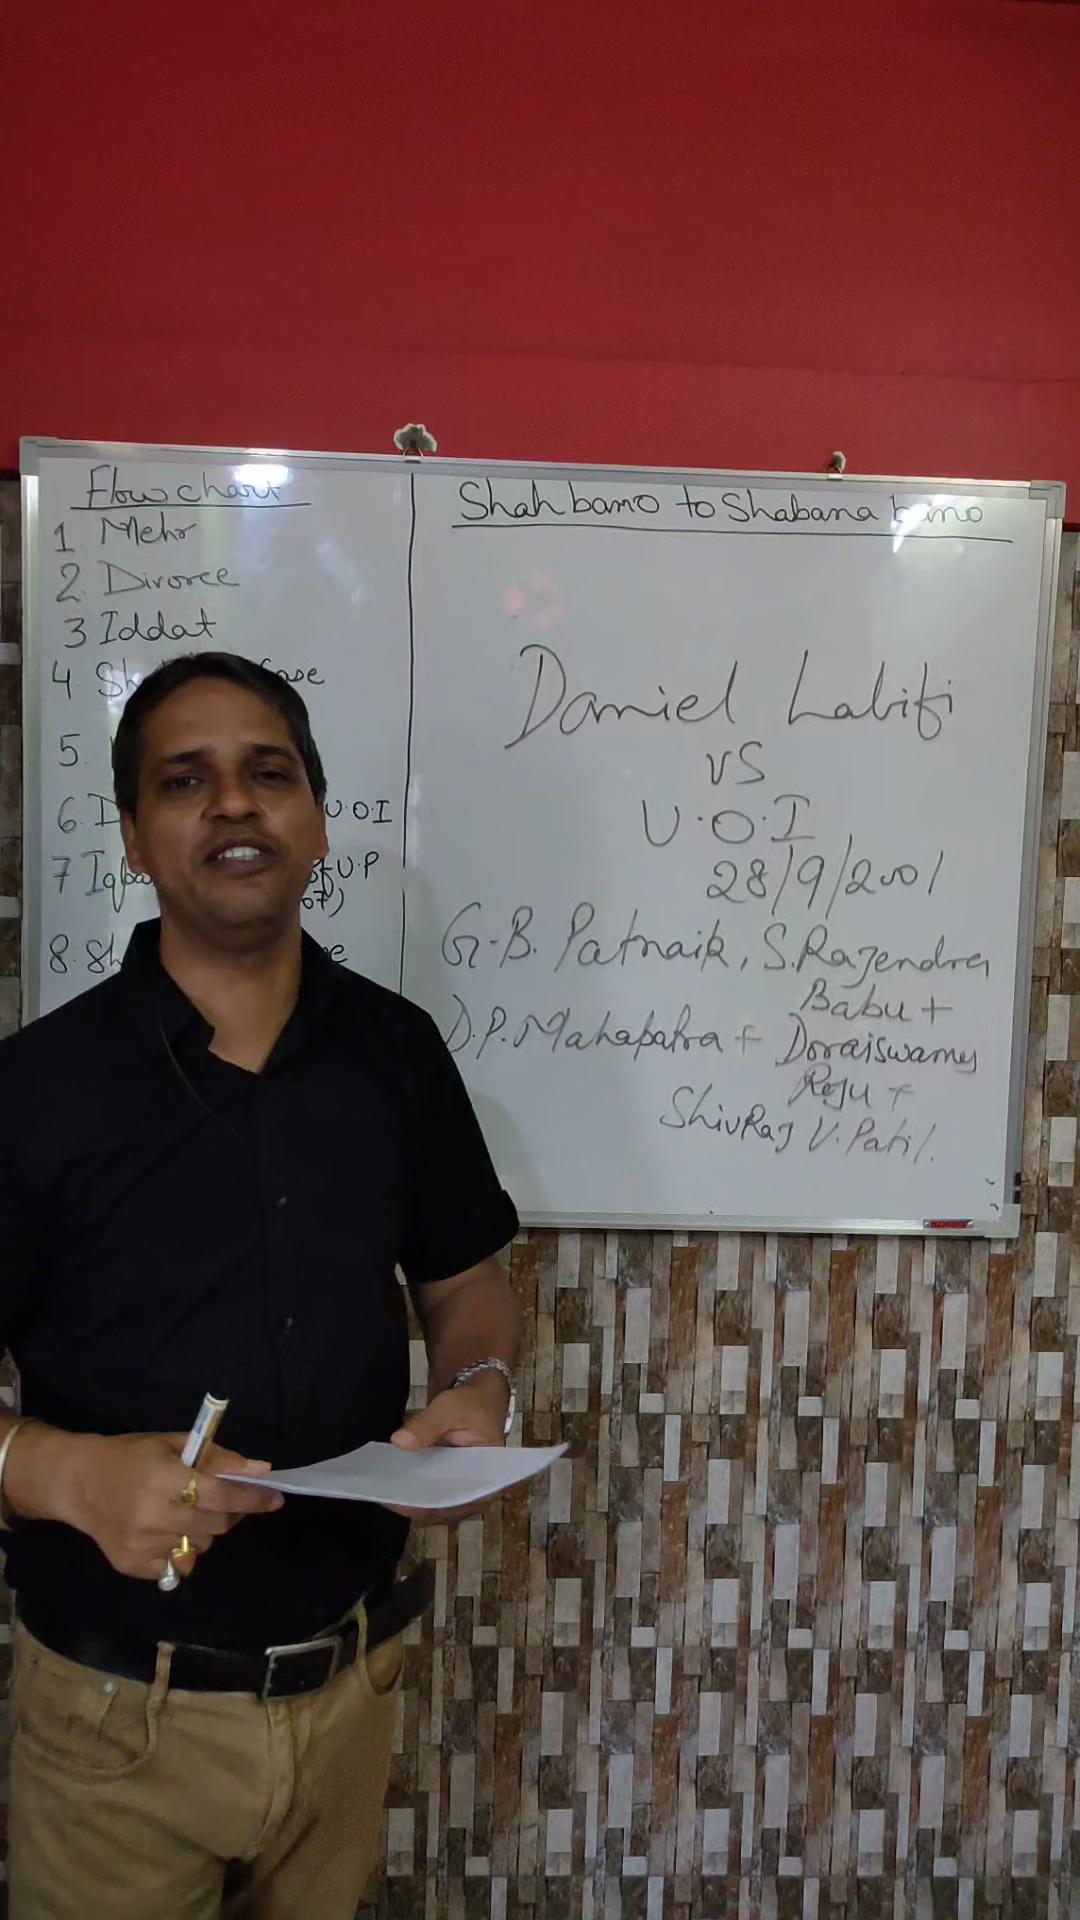 Flow chart
1 Mehr
2. Divorce
3 Iddat
4 Sh Case
5.
6. D U.O.I
7 Iqba of U.P
07)
8. Sh e
Shah bano to Shabana bano
Daniel Latifi
VS
U.O.I
28/9/2001
G.B. Patnaik, S. Rajendra
Babu +
D.P. Mahapatra + Doraiswamy
Raju +
ShivRaj V. Patil.